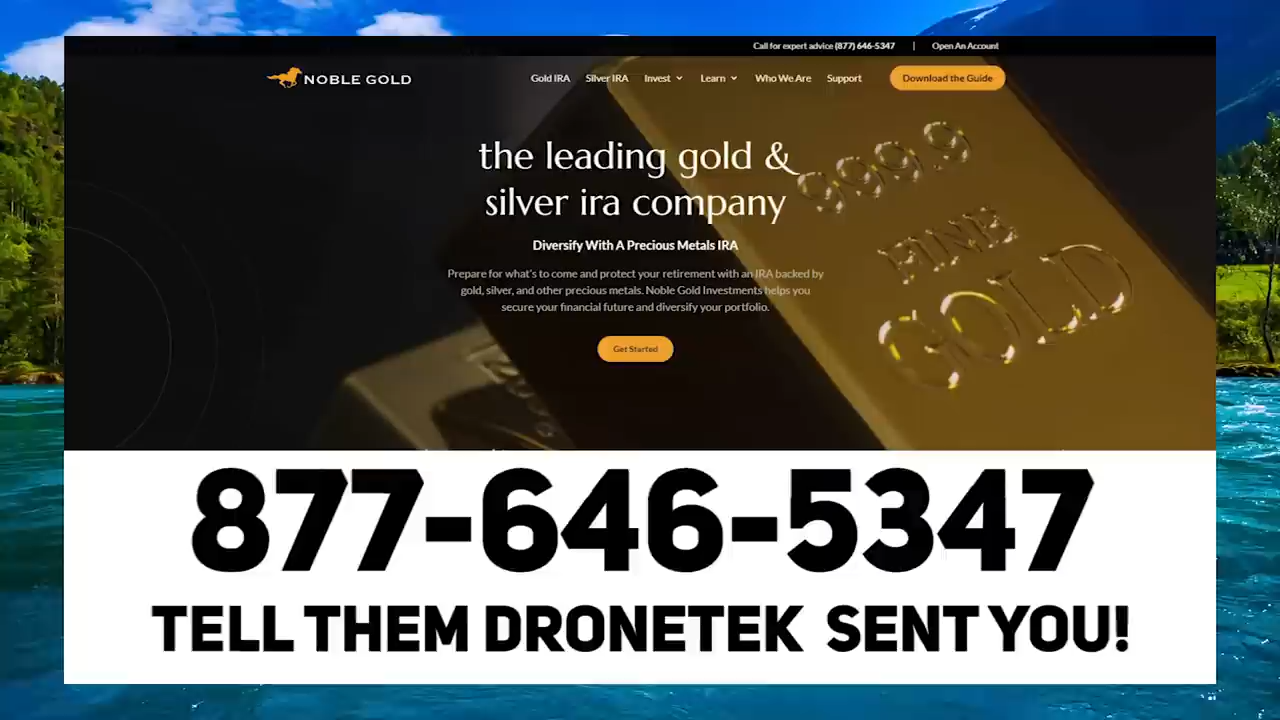 Call for expert advice (877) 646-5347 | Open An Account
NOBLE GOLD
Gold IRA Silver IRA Invest Learn Who We Are Support Download the Guide
999.9
FINE
GOLD
the leading gold &
silver ira company
Diversify With A Precious Metals IRA
Prepare for what's to come and protect your retirement with an IRA backed by
gold, silver, and other precious metals. Noble Gold Investments helps you
secure your financial future and diversify your portfolio.
Get Started
877-646-5347
TELL THEM DRONETEK SENT YOU!